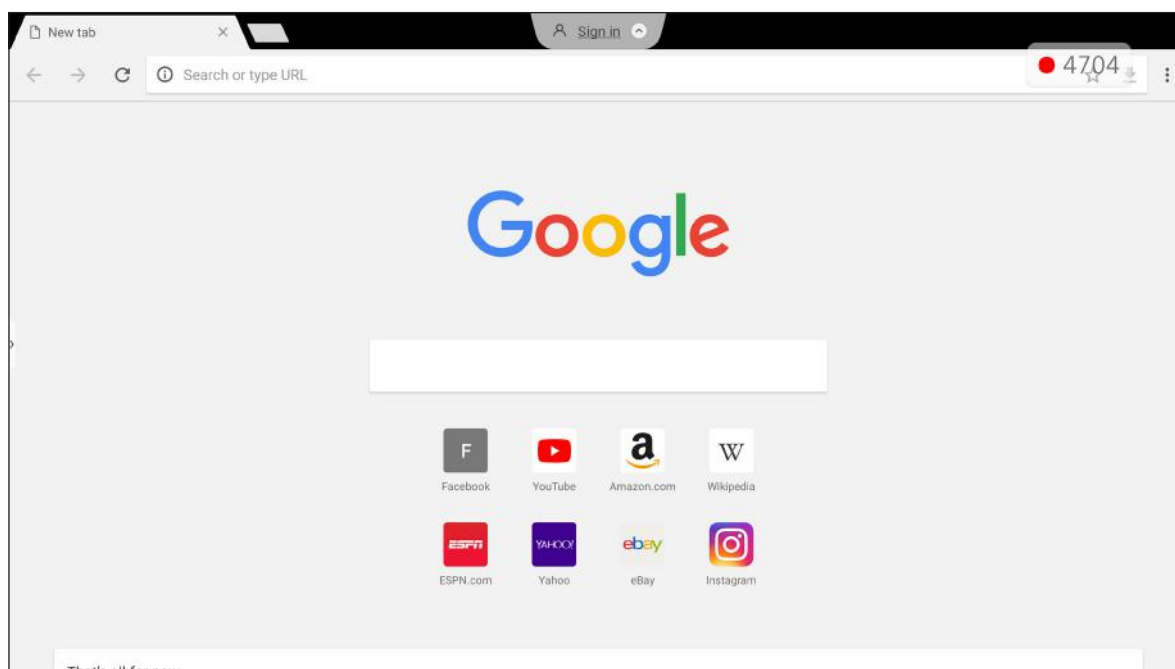 New tab
Sign in
Search or type URL
4704
Google
F
a
W
Facebook
YouTube
Amazon.com
Wikipedia
ESPN
YAHOO!
ebay
ESPN.com
Yahoo
eBay
Instagram